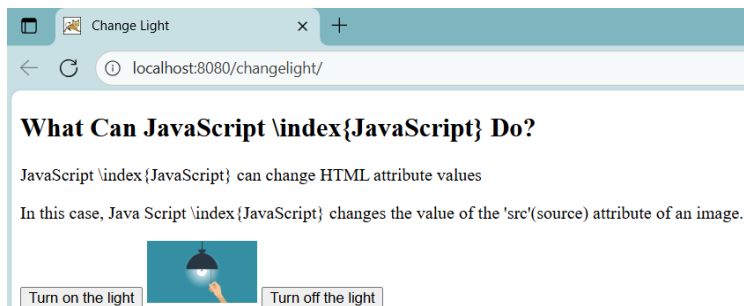 Change Light
localhost:8080/changelight/
What Can JavaScript \index{JavaScript} Do?
JavaScript \index{JavaScript} can change HTML attribute values
In this case, Java Script \index{JavaScript} changes the value of the 'src'(source) attribute of an image.
Turn on the light Turn off the light